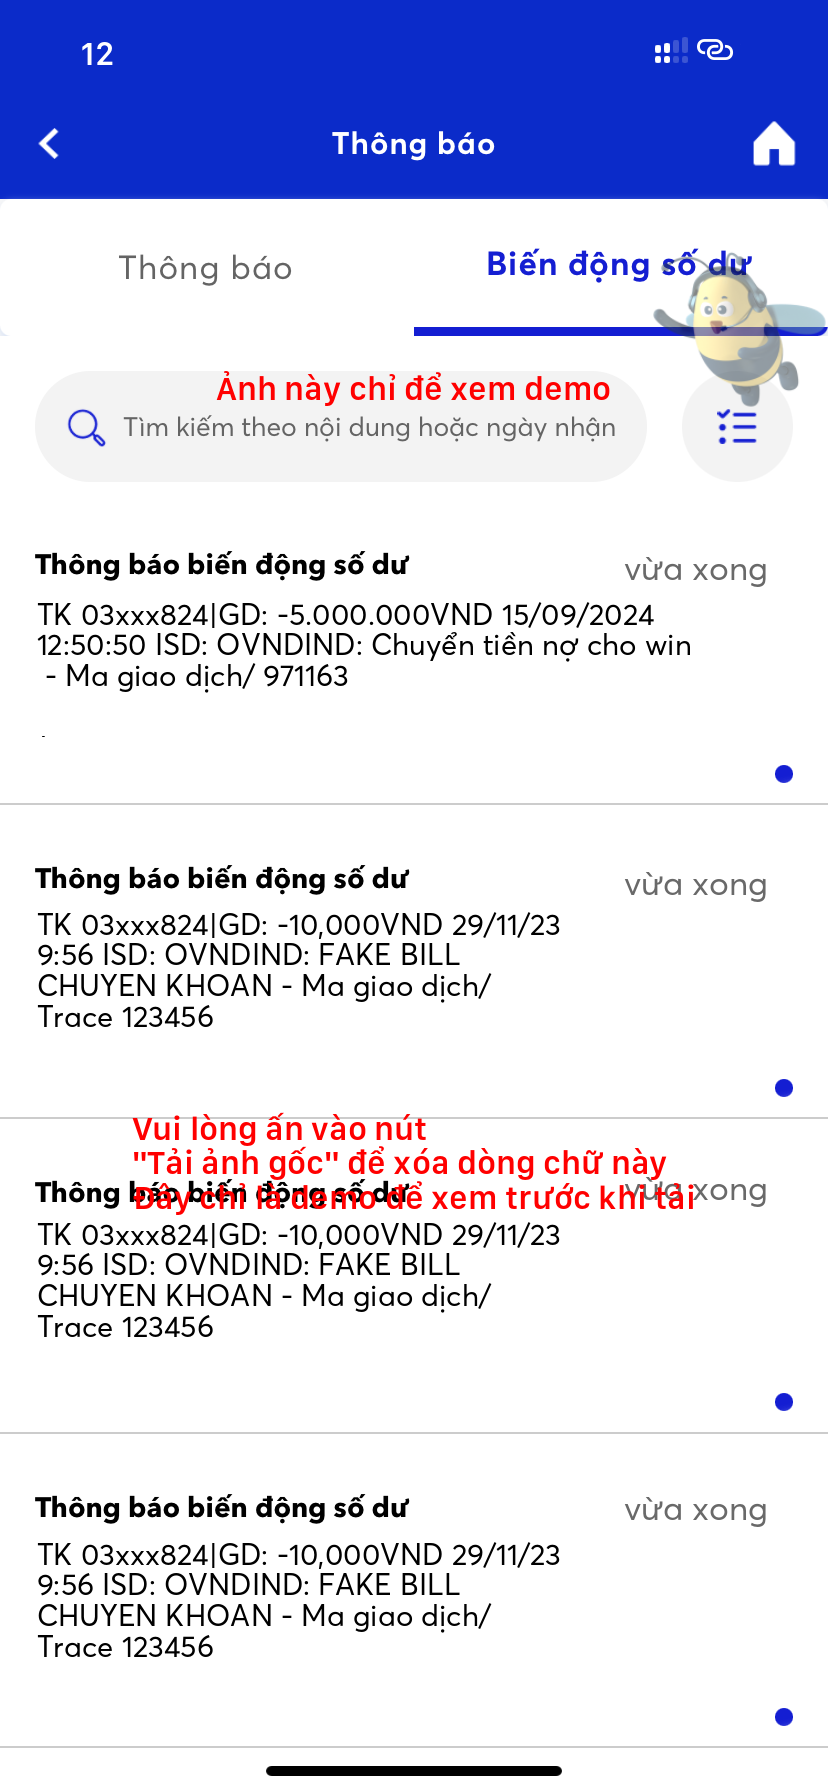 12
Thông báo
Thông báo
Biến động số dư
Ảnh này chỉ để xem demo
Tìm kiếm theo nội dung hoặc ngày nhận
Thông báo biến động số dư
vừa xong
TK 03xxx824|GD: -5.000.000VND 15/09/2024
12:50:50 ISD: OVNDIND: Chuyển tiền nợ cho win
- Ma giao dịch/ 971163
.
Thông báo biến động số dư
vừa xong
TK 03xxx824|GD: -10,000VND 29/11/23
9:56 ISD: OVNDIND: FAKE BILL
CHUYEN KHOAN - Ma giao dịch/
Trace 123456
Vui lòng ấn vào nút
"Tải ảnh gốc" để xóa dòng chữ này
Đây chỉ là demo để xem trước khi tải
Thông báo biến động số dư
vừa xong
TK 03xxx824|GD: -10,000VND 29/11/23
9:56 ISD: OVNDIND: FAKE BILL
CHUYEN KHOAN - Ma giao dịch/
Trace 123456
Thông báo biến động số dư
vừa xong
TK 03xxx824|GD: -10,000VND 29/11/23
9:56 ISD: OVNDIND: FAKE BILL
CHUYEN KHOAN - Ma giao dịch/
Trace 123456